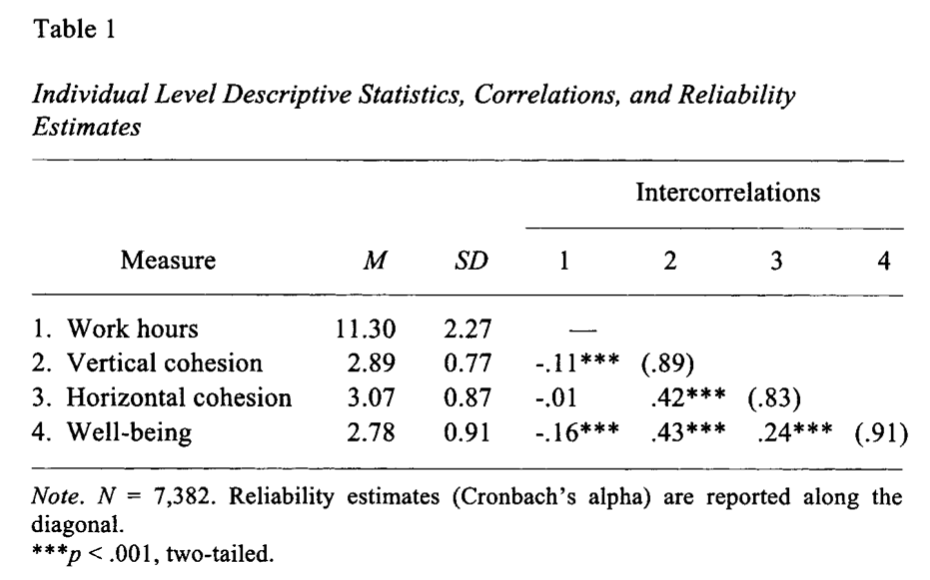 Table 1
Individual Level Descriptive Statistics, Correlations, and Reliability
Estimates
Intercorrelations
Measure M SD 1 2 3 4
1. Work hours 11.30 2.27 —
2. Vertical cohesion 2.89 0.77 -.11*** (.89)
3. Horizontal cohesion 3.07 0.87 -.01 .42*** (.83)
4. Well-being 2.78 0.91 -.16*** .43*** .24*** (.91)
Note. N = 7,382. Reliability estimates (Cronbach's alpha) are reported along the
diagonal.
***p < .001, two-tailed.